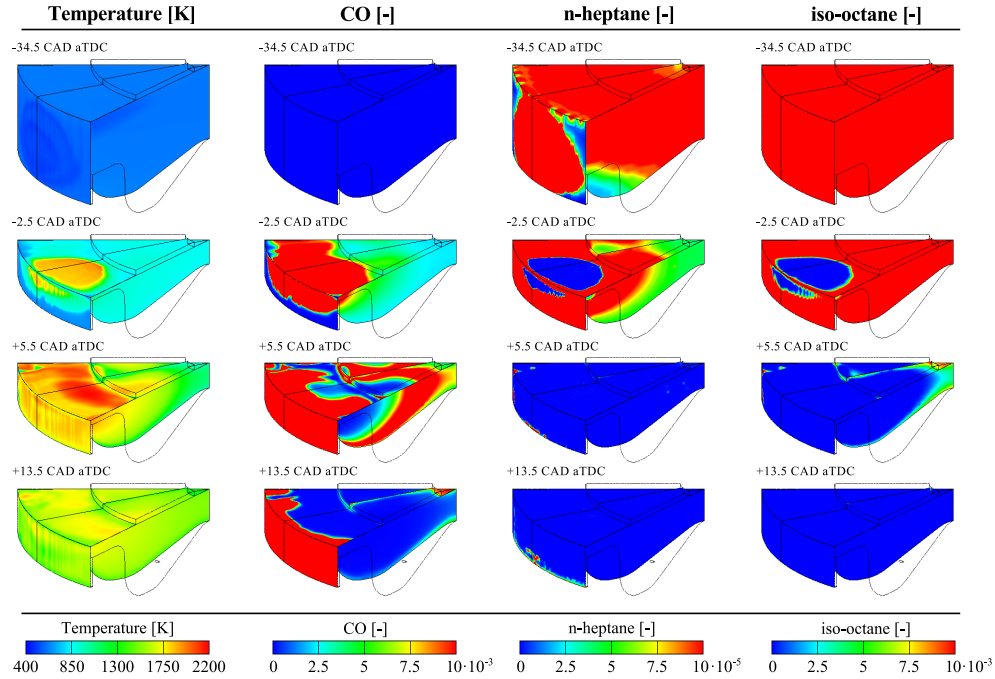 Temperature [K] CO [-] n-heptane [-] iso-octane [-]
-34.5 CAD aTDC -34.5 CAD aTDC -34.5 CAD aTDC -34.5 CAD aTDC
-2.5 CAD aTDC -2.5 CAD aTDC -2.5 CAD aTDC -2.5 CAD aTDC
+5.5 CAD aTDC +5.5 CAD aTDC +5.5 CAD aTDC +5.5 CAD aTDC
+13.5 CAD aTDC +13.5 CAD aTDC +13.5 CAD aTDC +13.5 CAD aTDC
Temperature [K] CO [-] n-heptane [-] iso-octane [-]
400 850 1300 1750 2200 0 2.5 5 7.5 10·10⁻³ 0 2.5 5 7.5 10·10⁻⁵ 0 2.5 5 7.5 10·10⁻³